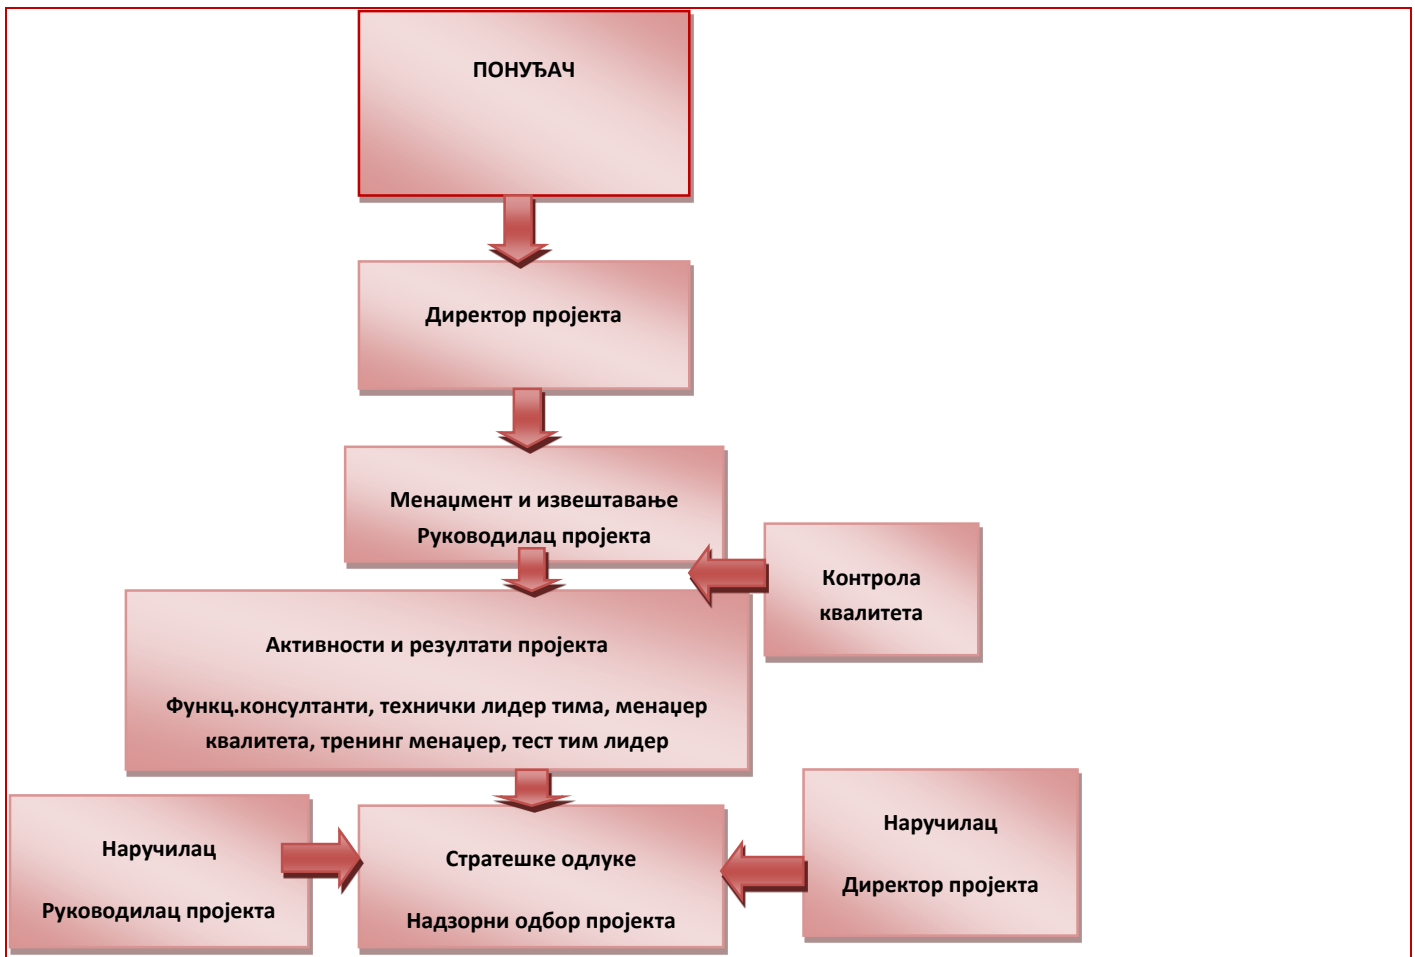 ПОНУЂАЧ
Директор пројекта
Менаџмент и извештавање
Руководилац пројекта
Контрола
квалитета
Активности и резултати пројекта
Функц.консултанти, технички лидер тима, менаџер
квалитета, тренинг менаџер, тест тим лидер
Наручилац
Руководилац пројекта
Стратешке одлуке
Надзорни одбор пројекта
Наручилац
Директор пројекта